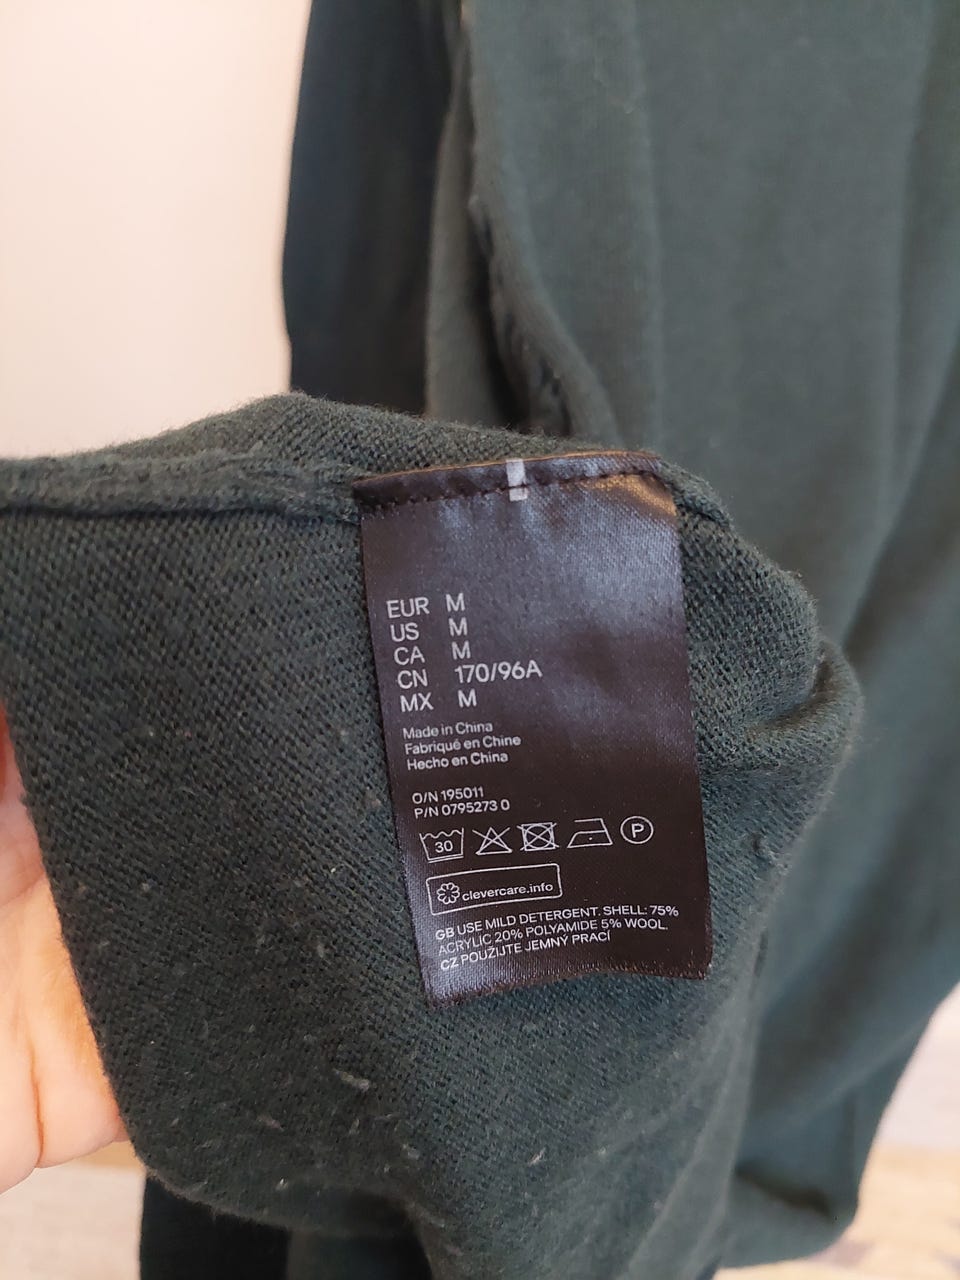 EUR M
US M
CA M
CN 170/96A
MX M
Made in China
Fabriqué en Chine
Hecho en China
O/N 195011
P/N 0795273 0
30 P
clevercare.info
GB USE MILD DETERGENT. SHELL: 75%
ACRYLIC 20% POLYAMIDE 5% WOOL.
CZ POUŽIJTE JEMNÝ PRACÍ